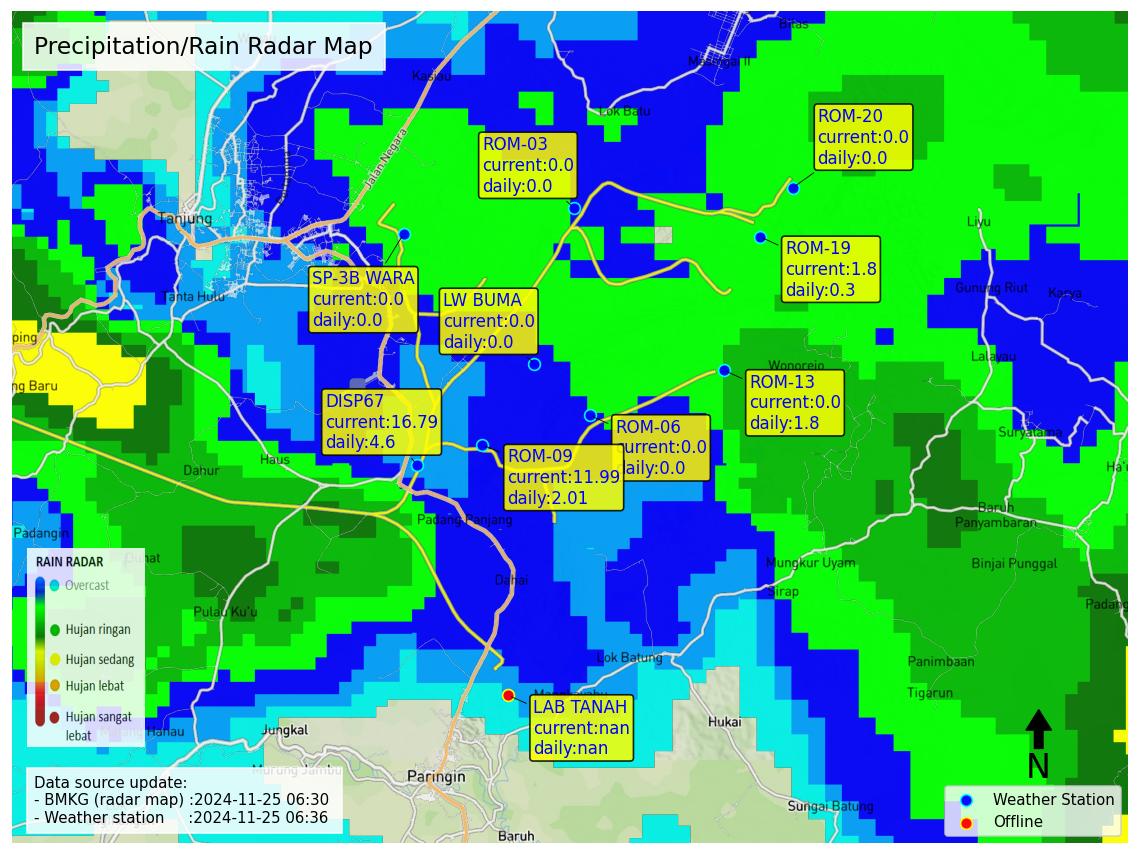 Precipitation/Rain Radar Map
Bilas
Masingai II
Kasiau
Lok Batu
Jalan Negara
ROM-20
current:0.0
daily:0.0
ROM-03
current:0.0
daily:0.0
Tanjung
Liyu
ROM-19
current:1.8
daily:0.3
SP-3B WARA
current:0.0
daily:0.0
Tanta Hulu
LW BUMA
current:0.0
daily:0.0
Gunung Riut
Karya
ping
Lalayau
Wonorejo
ng Baru
ROM-13
current:0.0
daily:1.8
DISP67
current:16.79
daily:4.6
ROM-06
current:0.0
daily:0.0
Suryatama
ROM-09
current:11.99
daily:2.01
Haus
Dahur
Ha'u
Baruh
Panyambaran
Padang Panjang
Padangin
Mungkur Uyam
Binjai Punggal
Dahai
Sirap
Padang
Pulau Ku'u
RAIN RADAR
Overcast
Hujan ringan
Hujan sedang
Hujan lebat
Hujan sangat
lebat
Lok Batung
Panimbaan
Tigarun
LAB TANAH
current:nan
daily:nan
Hukai
Jungkal
Murung Jambu
Paringin
N
Data source update:
- BMKG (radar map) :2024-11-25 06:30
- Weather station :2024-11-25 06:36
Sungai Batung
Baruh
Weather Station
Offline